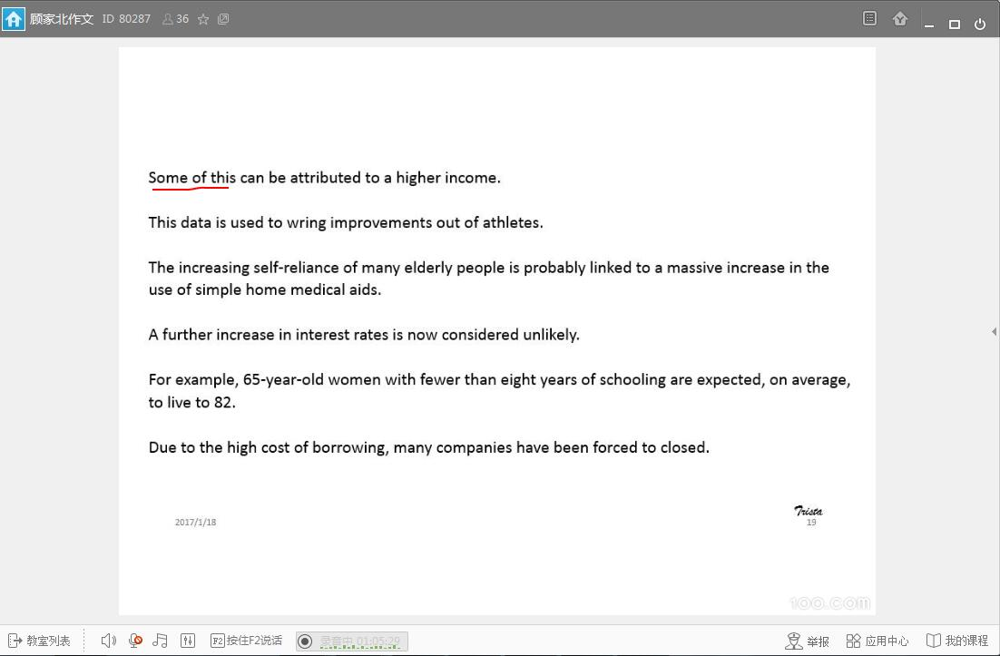 顾家北作文 ID 80287 36
Some of this can be attributed to a higher income.
This data is used to wring improvements out of athletes.
The increasing self-reliance of many elderly people is probably linked to a massive increase in the
use of simple home medical aids.
A further increase in interest rates is now considered unlikely.
For example, 65-year-old women with fewer than eight years of schooling are expected, on average,
to live to 82.
Due to the high cost of borrowing, many companies have been forced to closed.
Trista
2017/1/18 19
100.com
教室列表 F2 按住F2说话 录音中 01:05:29 举报 应用中心 我的课程